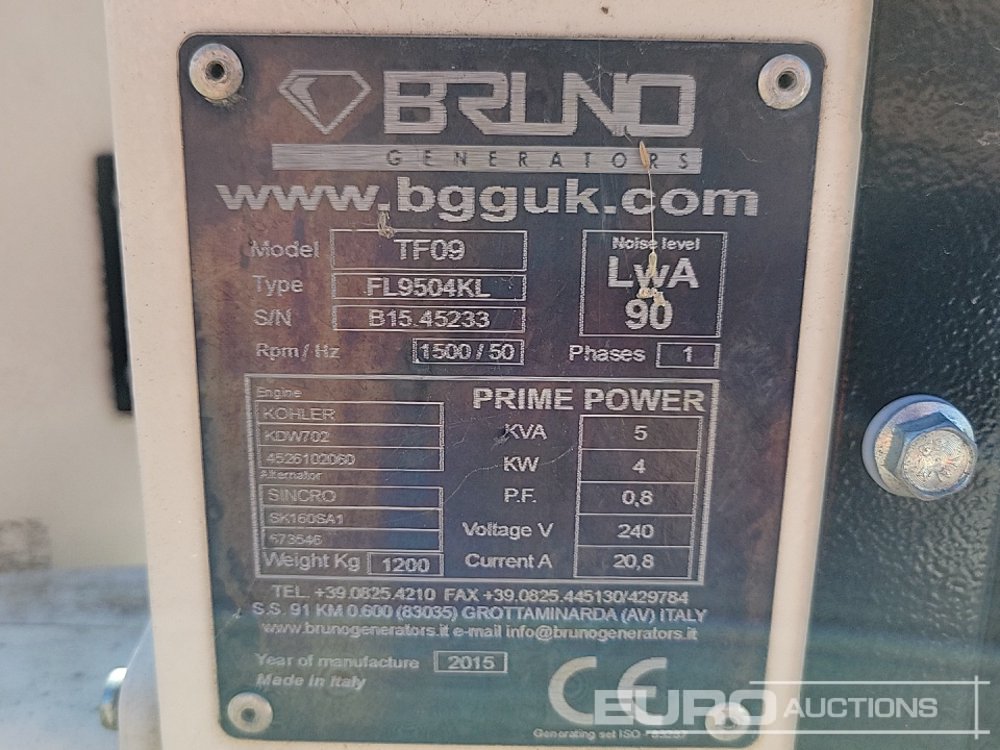 BRUNO
GENERATORS
www.bgguk.com
Model TF09
Type FL9504KL
S/N B15.45233
Rpm / Hz 1500 / 50
Noise level
LwA
90
Phases 1
Engine
KOHLER
KDW702
4526102060
Alternator
SINCRO
SK160SA1
673546
Weight Kg 1200
PRIME POWER
KVA 5
KW 4
P.F. 0,8
Voltage V 240
Current A 20,8
TEL. +39.0825.4210 FAX +39.0825.445130/429784
S.S. 91 KM 0.600 (83035) GROTTAMINARDA (AV) ITALY
www.brunogenerators.it e-mail info@brunogenerators.it
Year of manufacture 2015
Made in Italy
CE
Generating set ISO
EURO AUCTIONS